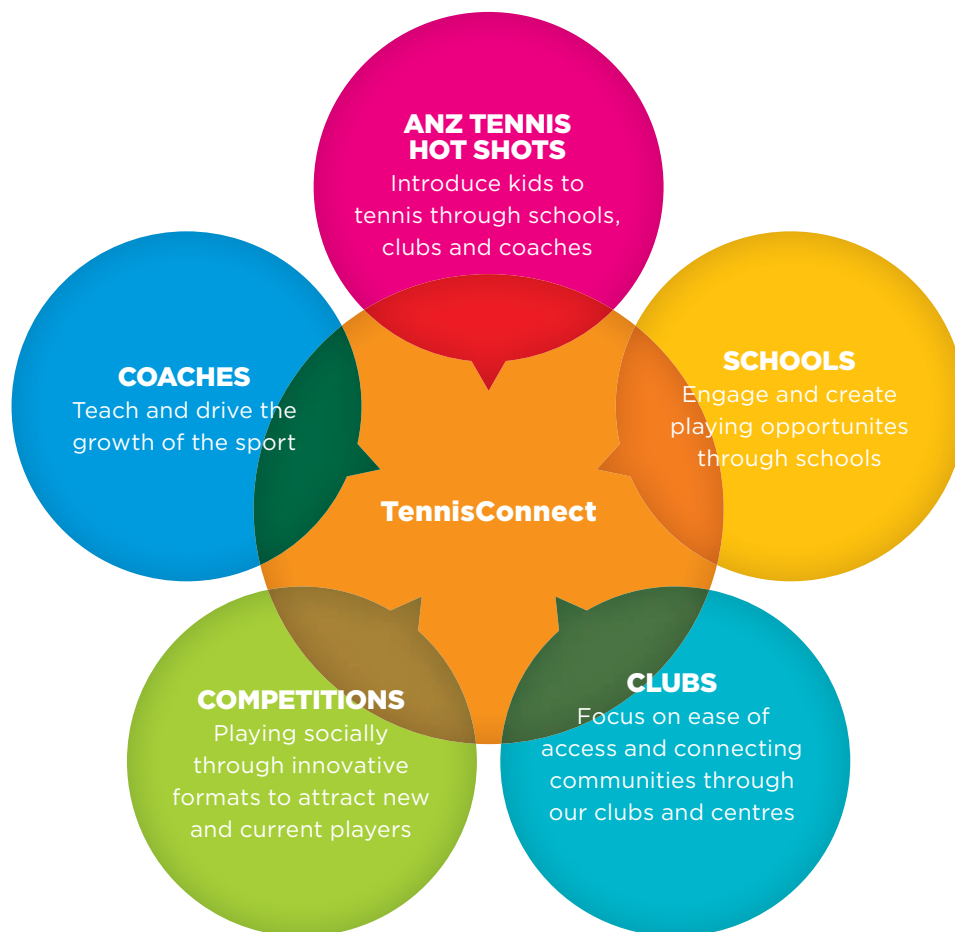 ANZ TENNIS
HOT SHOTS
Introduce kids to
tennis through schools,
clubs and coaches
COACHES
Teach and drive the
growth of the sport
SCHOOLS
Engage and create
playing opportunites
through schools
TennisConnect
COMPETITIONS
Playing socially
through innovative
formats to attract new
and current players
CLUBS
Focus on ease of
access and connecting
communities through
our clubs and centres